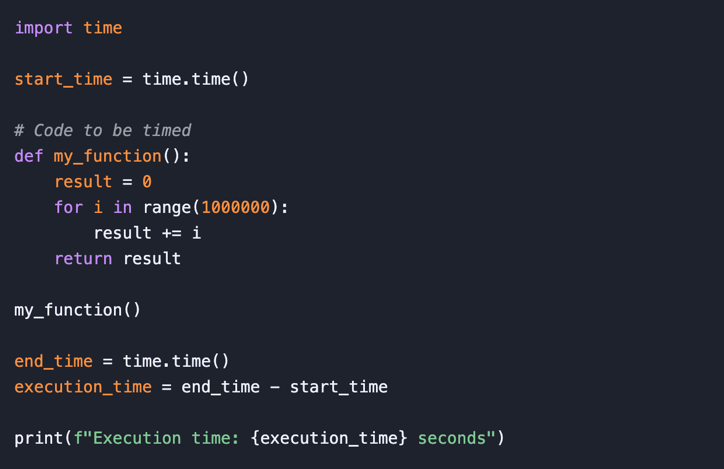 import time
start_time = time.time()
# Code to be timed
def my_function():
    result = 0
    for i in range(1000000):
        result += i
    return result
my_function()
end_time = time.time()
execution_time = end_time - start_time
print(f"Execution time: {execution_time} seconds")